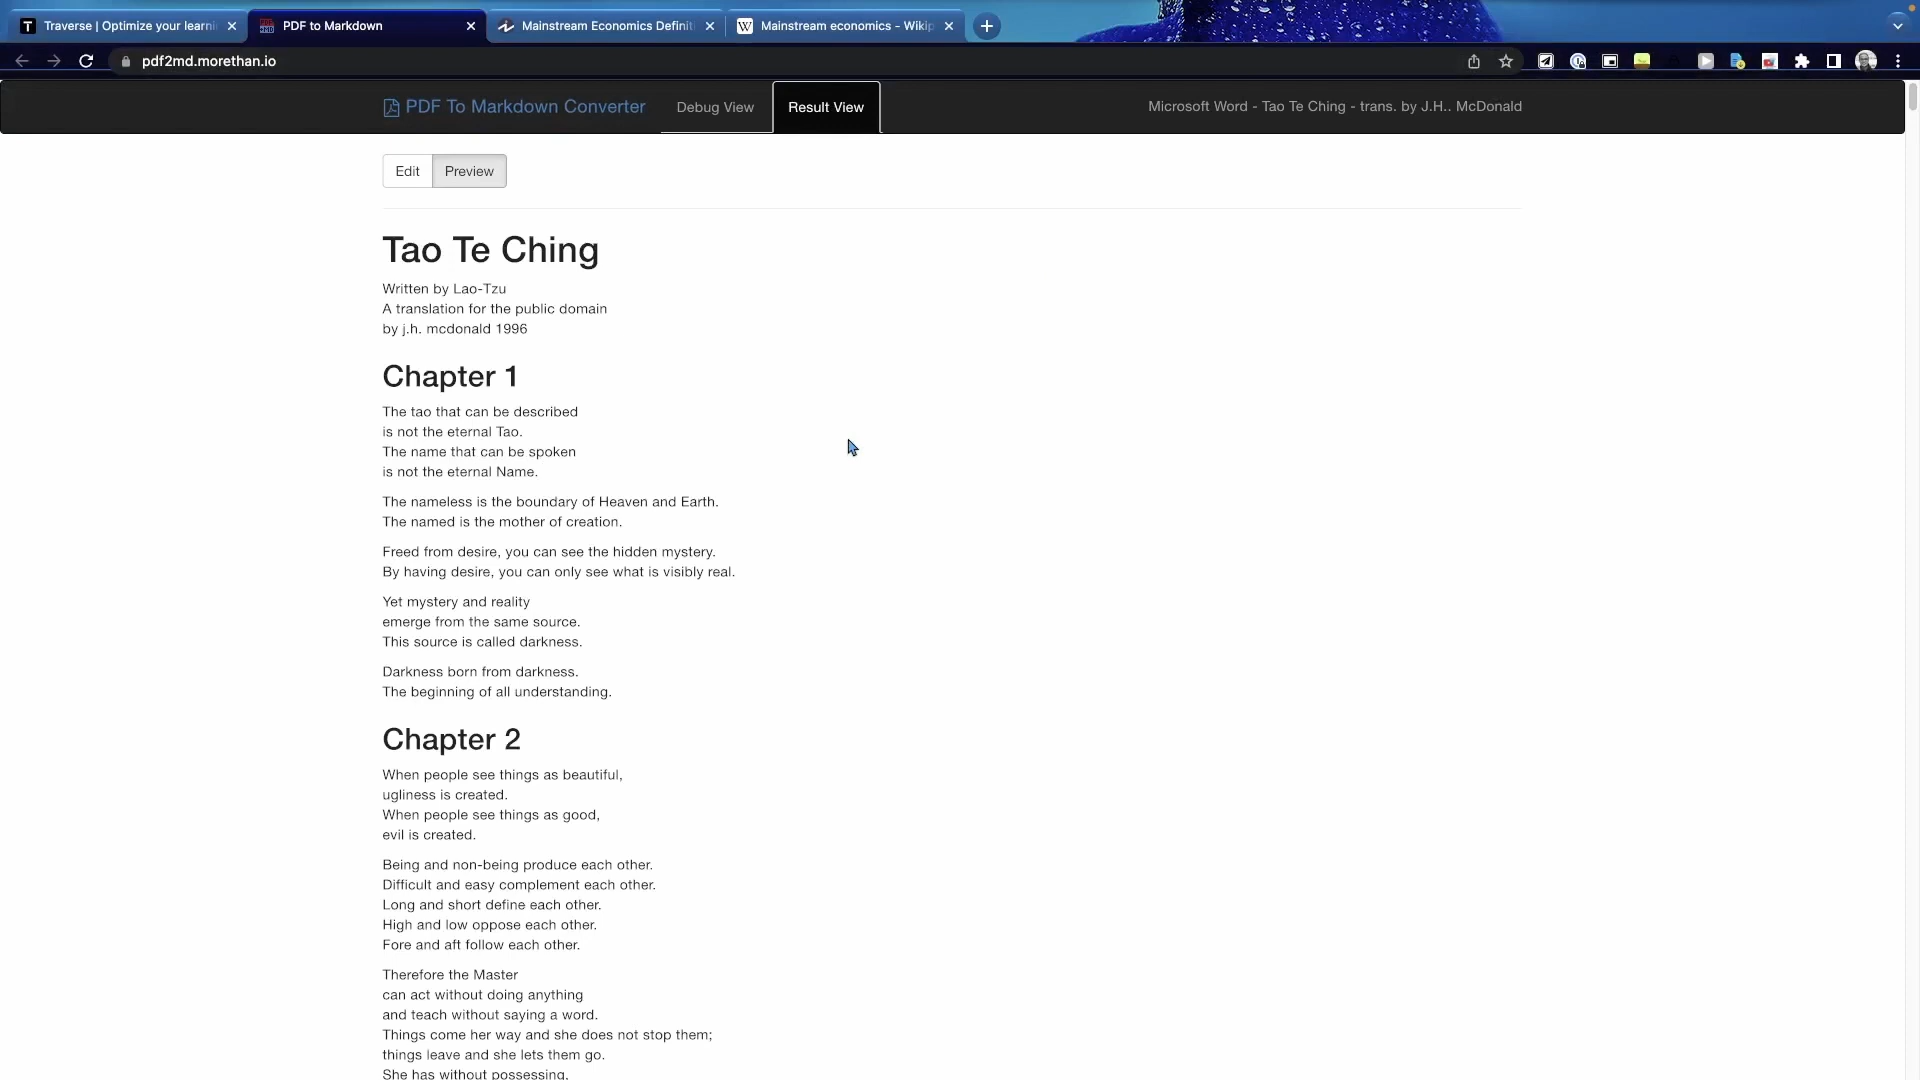 Traverse | Optimize your learni
PDF to Markdown
Mainstream Economics Definiti
Mainstream economics - Wikip
pdf2md.morethan.io
PDF To Markdown Converter
Debug View
Result View
Microsoft Word - Tao Te Ching - trans. by J.H.. McDonald
Edit
Preview
Tao Te Ching
Written by Lao-Tzu
A translation for the public domain
by j.h. mcdonald 1996
Chapter 1
The tao that can be described
is not the eternal Tao.
The name that can be spoken
is not the eternal Name.
The nameless is the boundary of Heaven and Earth.
The named is the mother of creation.
Freed from desire, you can see the hidden mystery.
By having desire, you can only see what is visibly real.
Yet mystery and reality
emerge from the same source.
This source is called darkness.
Darkness born from darkness.
The beginning of all understanding.
Chapter 2
When people see things as beautiful,
ugliness is created.
When people see things as good,
evil is created.
Being and non-being produce each other.
Difficult and easy complement each other.
Long and short define each other.
High and low oppose each other.
Fore and aft follow each other.
Therefore the Master
can act without doing anything
and teach without saying a word.
Things come her way and she does not stop them;
things leave and she lets them go.
She has without possessing,